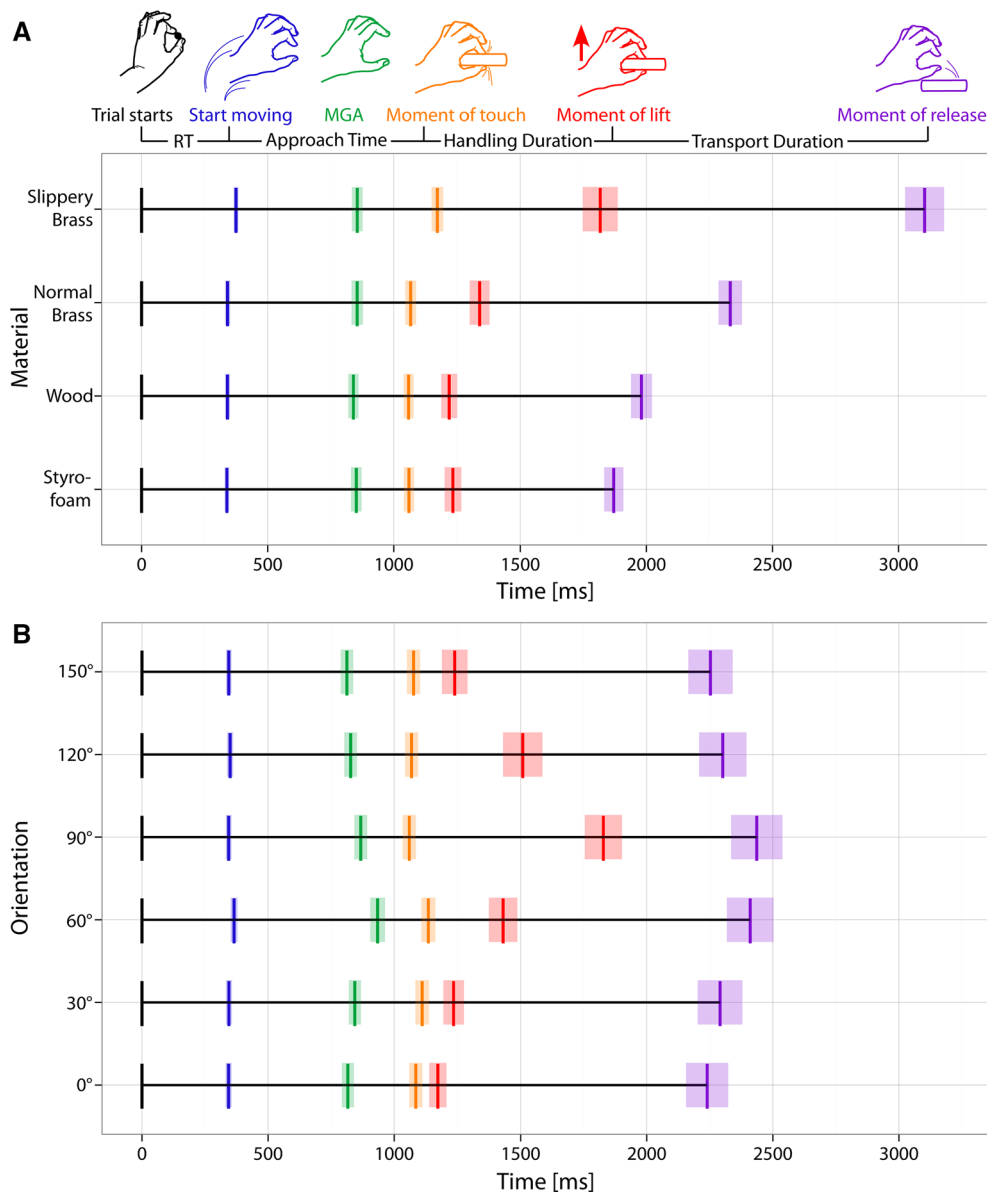 A
Trial starts Start moving MGA Moment of touch Moment of lift Moment of release
RT Approach Time Handling Duration Transport Duration
Material
Slippery
Brass
Normal
Brass
Wood
Styro-
foam
0 500 1000 1500 2000 2500 3000
Time [ms]
B
Orientation
150°
120°
90°
60°
30°
0°
0 500 1000 1500 2000 2500 3000
Time [ms]